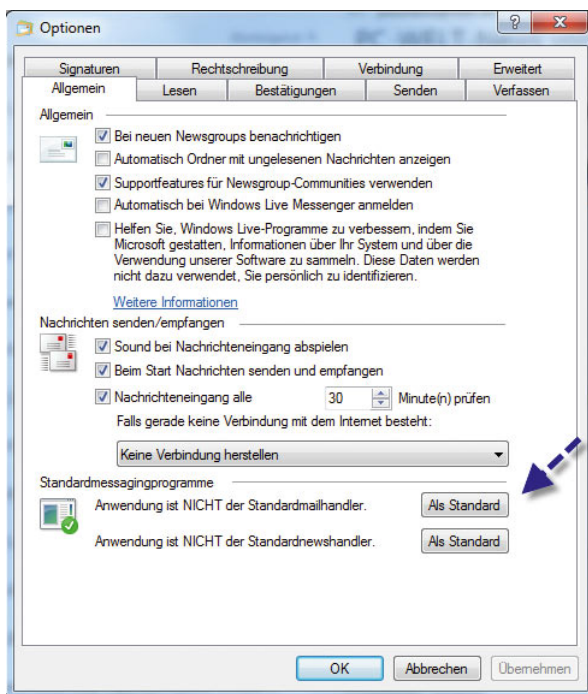 Optionen
Signaturen Rechtschreibung Verbindung Erweitert
Allgemein Lesen Bestätigungen Senden Verfassen
Allgemein
Bei neuen Newsgroups benachrichtigen
Automatisch Ordner mit ungelesenen Nachrichten anzeigen
Supportfeatures für Newsgroup-Communities verwenden
Automatisch bei Windows Live Messenger anmelden
Helfen Sie, Windows Live-Programme zu verbessern, indem Sie
Microsoft gestatten, Informationen über Ihr System und über die
Verwendung unserer Software zu sammeln. Diese Daten werden
nicht dazu verwendet, Sie persönlich zu identifizieren.
Weitere Informationen
Nachrichten senden/empfangen
Sound bei Nachrichteneingang abspielen
Beim Start Nachrichten senden und empfangen
Nachrichteneingang alle 30 Minute(n) prüfen
Falls gerade keine Verbindung mit dem Internet besteht:
Keine Verbindung herstellen
Standardmessagingprogramme
Anwendung ist NICHT der Standardmailhandler. Als Standard
Anwendung ist NICHT der Standardnewshandler. Als Standard
OK Abbrechen Übernehmen